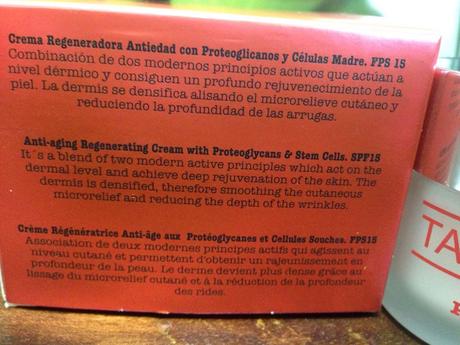 Crema Regeneradora Antiedad con Proteoglicanos y Células Madre. FPS 15
Combinación de dos modernos principios activos que actúan a
nivel dérmico y consiguen un profundo rejuvenecimiento de la
piel. La dermis se densifica alisando el microrelieve cutáneo y
reduciendo la profundidad de las arrugas.
Anti-aging Regenerating Cream with Proteoglycans & Stem Cells. SPF15
It´s a blend of two modern active principles which act on the
dermal level and achieve deep rejuvenation of the skin. The
dermis is densified, therefore smoothing the cutaneous
microrelief and reducing the depth of the wrinkles.
Crème Régénératrice Anti-âge aux Protéoglycanes et Cellules Souches. FPS15
Association de deux modernes principes actifs qui agissent au
niveau cutané et permettent d'obtenir un rajeunissement en
profondeur de la peau. Le derme devient plus dense grâce au
lissage du microrelief cutané et à la réduction de la profondeur
des rides.
TA